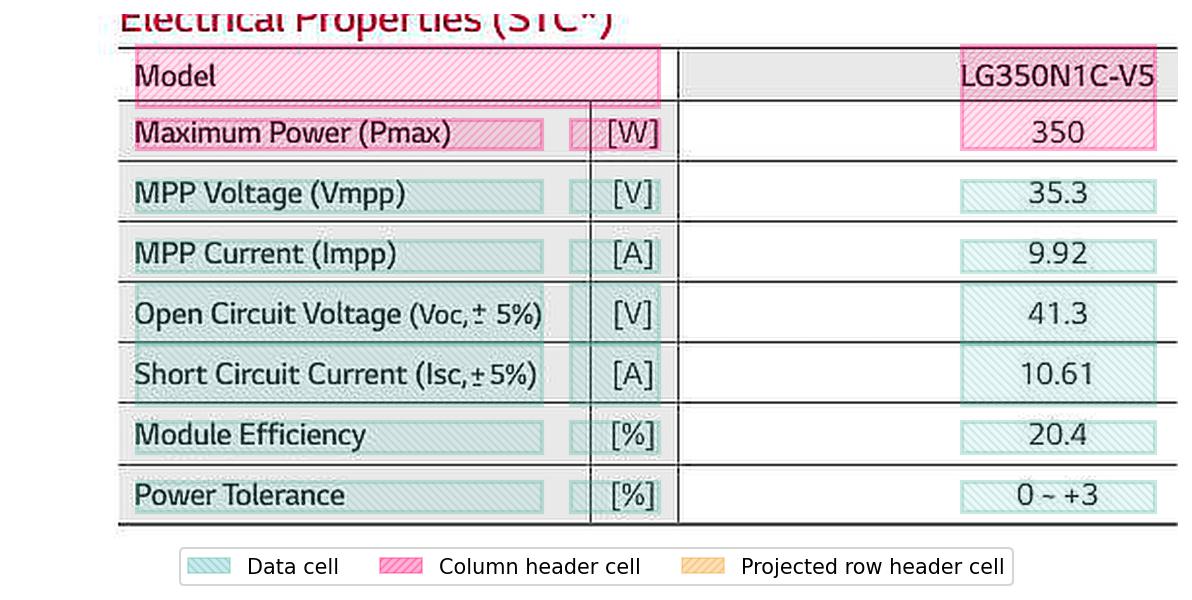 Electrical Properties (STC*)
Model LG350N1C-V5
Maximum Power (Pmax) [W] 350
MPP Voltage (Vmpp) [V] 35.3
MPP Current (Impp) [A] 9.92
Open Circuit Voltage (Voc,± 5%) [V] 41.3
Short Circuit Current (Isc,±5%) [A] 10.61
Module Efficiency [%] 20.4
Power Tolerance [%] 0 ~ +3
Data cell Column header cell Projected row header cell